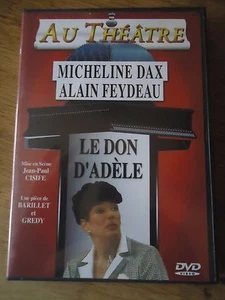 AU THÉÂTRE
MICHELINE DAX
ALAIN FEYDEAU
LE DON
D'ADÈLE
Mise en Scène
Jean-Paul
CISIFE
Une pièce de
BARILLET
et
GREDY
DVD
VIDEO